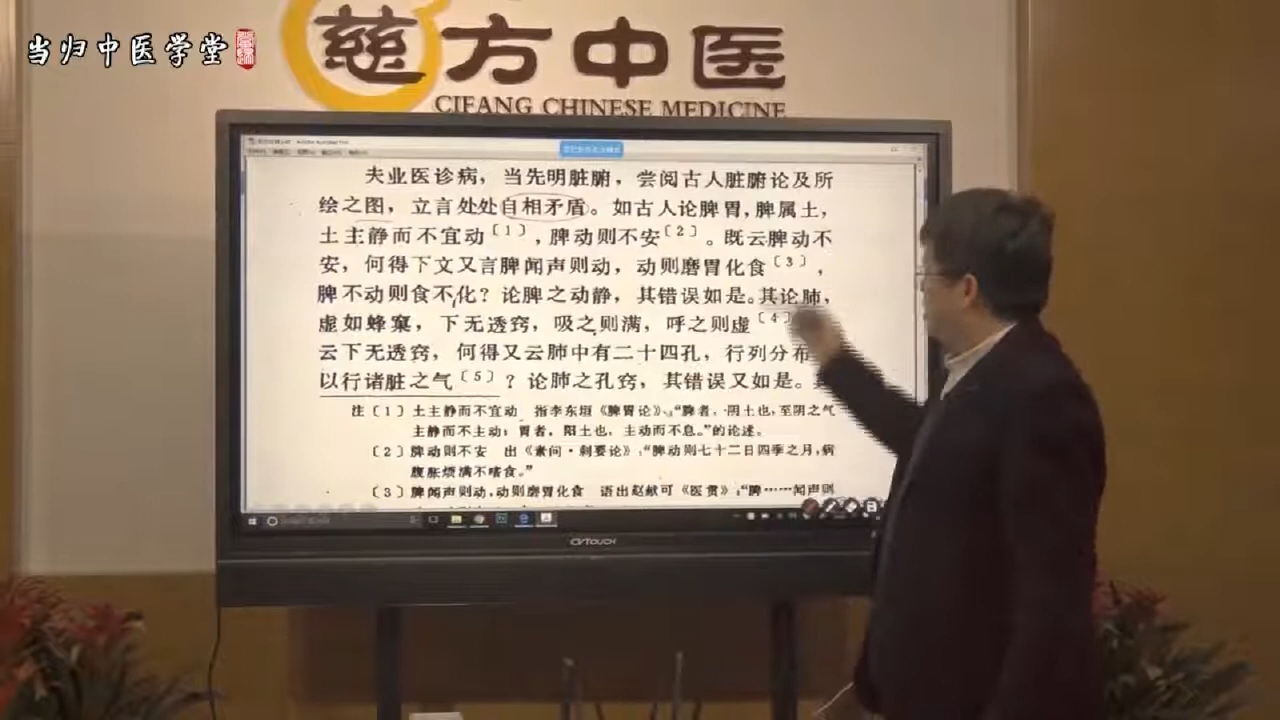 当归中医学堂
慈方中医
CIFANG CHINESE MEDICINE
夫业医诊病，当先明脏腑，尝阅古人脏腑论及所
绘之图，立言处处自相矛盾。如古人论脾胃，脾属土，
土主静而不宜动〔1〕，脾动则不安〔2〕。既云脾动不
安，何得下文又言脾闻声则动，动则磨胃化食〔3〕，
脾不动则食不化？论脾之动静，其错误如是。其论肺，
虚如蜂窠，下无透窍，吸之则满，呼之则虚〔4〕
云下无透窍，何得又云肺中有二十四孔，行列分布
以行诸脏之气〔5〕？论肺之孔窍，其错误又如是。其
注〔1〕土主静而不宜动 指李东垣《脾胃论》：“脾者，阴土也，至阴之气
主静而不主动；胃者，阳土也，主动而不息。”的论述。
〔2〕脾动则不安 出《素问·刺要论》：“脾动则七十二日四季之月，病
腹胀烦满不嗜食。”
〔3〕脾闻声则动，动则磨胃化食 语出赵献可《医贯》：“脾……闻声则
CVTOUCH